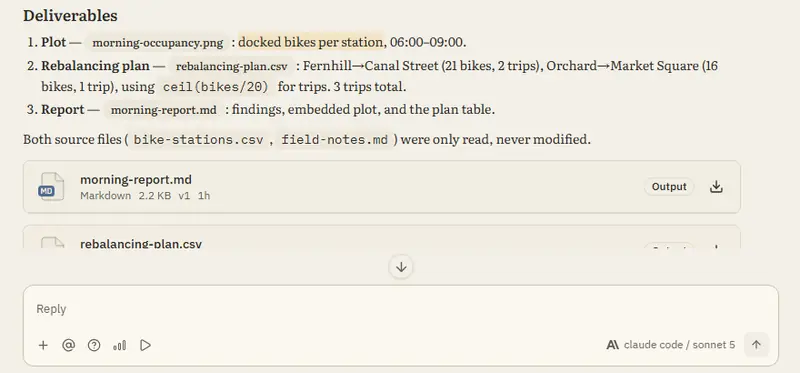 Deliverables
1. Plot — morning-occupancy.png : docked bikes per station, 06:00–09:00.
2. Rebalancing plan — rebalancing-plan.csv : Fernhill→Canal Street (21 bikes, 2 trips), Orchard→Market Square (16
bikes, 1 trip), using ceil(bikes/20) for trips. 3 trips total.
3. Report — morning-report.md : findings, embedded plot, and the plan table.
Both source files ( bike-stations.csv , field-notes.md ) were only read, never modified.
morning-report.md
MD
Markdown 2.2 KB v1 1h
Output
rebalancing-plan.csv
Reply
claude code / sonnet 5